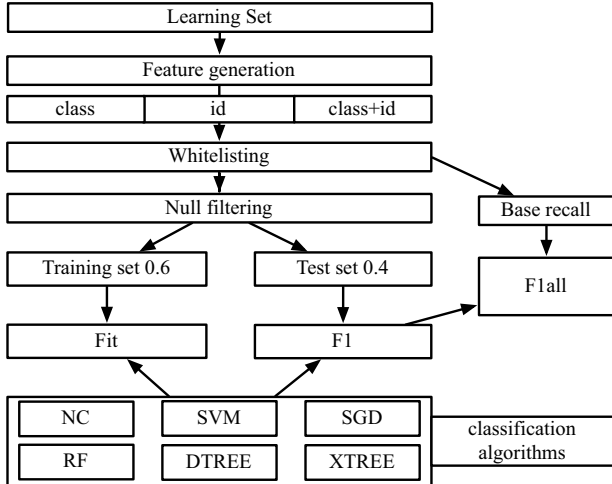 Learning Set
Feature generation
class id class+id
Whitelisting
Null filtering
Base recall
Training set 0.6 Test set 0.4
F1all
Fit F1
NC SVM SGD
RF DTREE XTREE
classification
algorithms